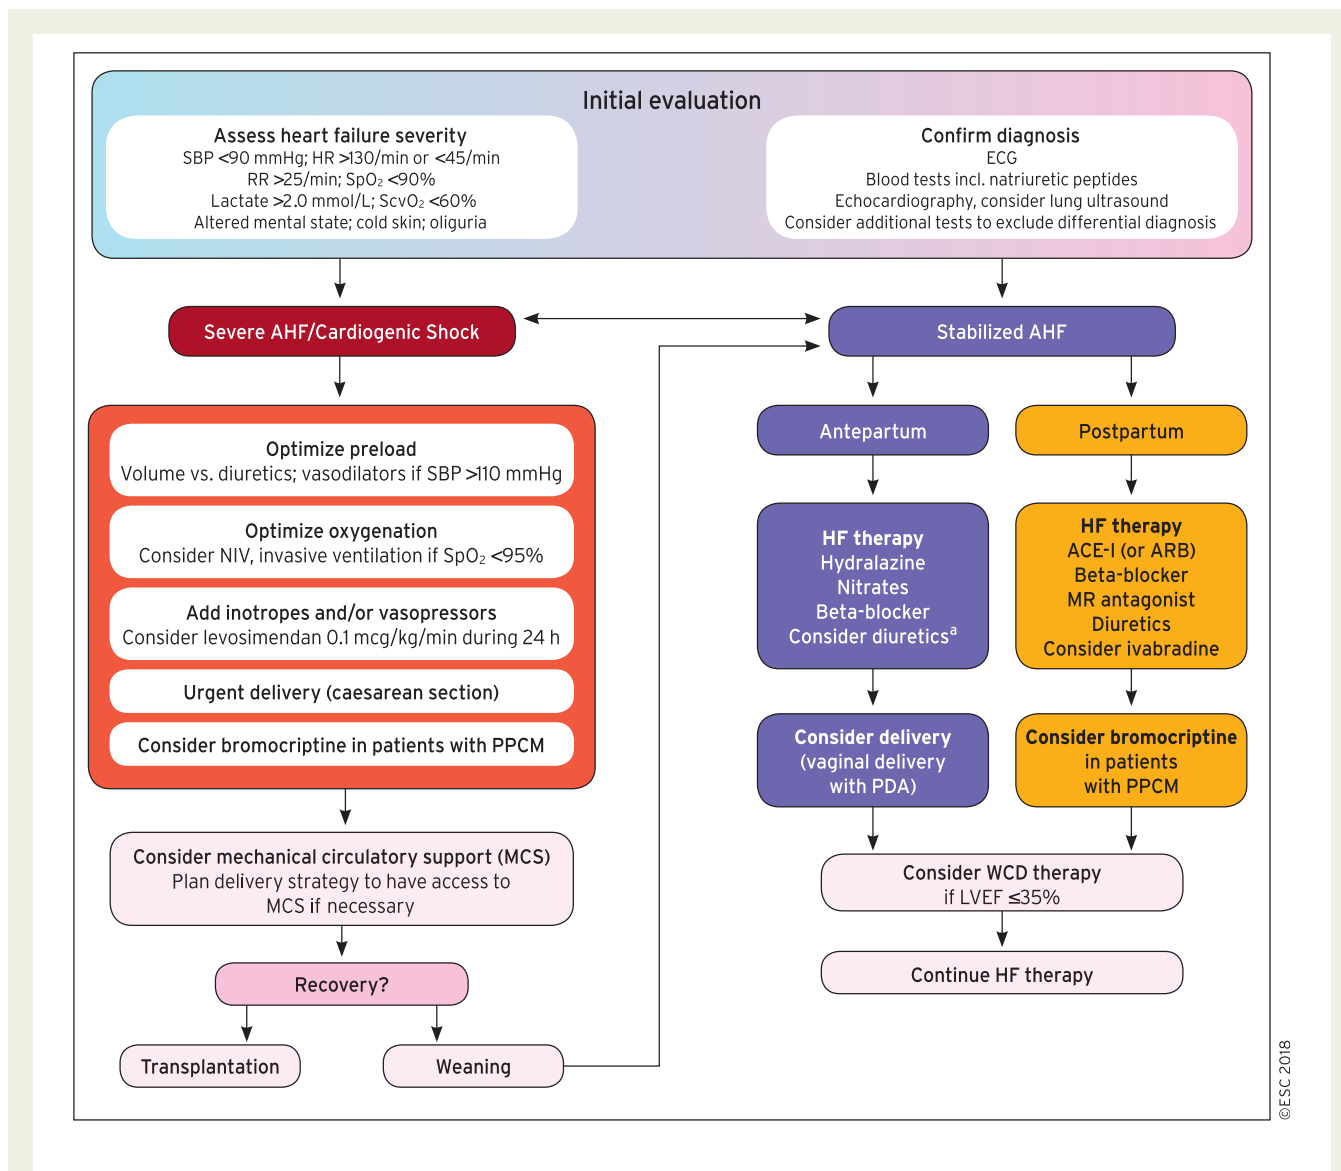 Initial evaluation
Assess heart failure severity
SBP <90 mmHg; HR >130/min or <45/min
RR >25/min; SpO₂ <90%
Lactate >2.0 mmol/L; ScvO₂ <60%
Altered mental state; cold skin; oliguria
Confirm diagnosis
ECG
Blood tests incl. natriuretic peptides
Echocardiography, consider lung ultrasound
Consider additional tests to exclude differential diagnosis
Severe AHF/Cardiogenic Shock
Stabilized AHF
Optimize preload
Volume vs. diuretics; vasodilators if SBP >110 mmHg
Optimize oxygenation
Consider NIV, invasive ventilation if SpO₂ <95%
Add inotropes and/or vasopressors
Consider levosimendan 0.1 mcg/kg/min during 24 h
Urgent delivery (caesarean section)
Consider bromocriptine in patients with PPCM
Consider mechanical circulatory support (MCS)
Plan delivery strategy to have access to
MCS if necessary
Recovery?
Transplantation
Weaning
Antepartum
HF therapy
Hydralazine
Nitrates
Beta-blocker
Consider diureticsᵃ
Consider delivery
(vaginal delivery
with PDA)
Postpartum
HF therapy
ACE-I (or ARB)
Beta-blocker
MR antagonist
Diuretics
Consider ivabradine
Consider bromocriptine
in patients
with PPCM
Consider WCD therapy
if LVEF ≤35%
Continue HF therapy
©ESC 2018